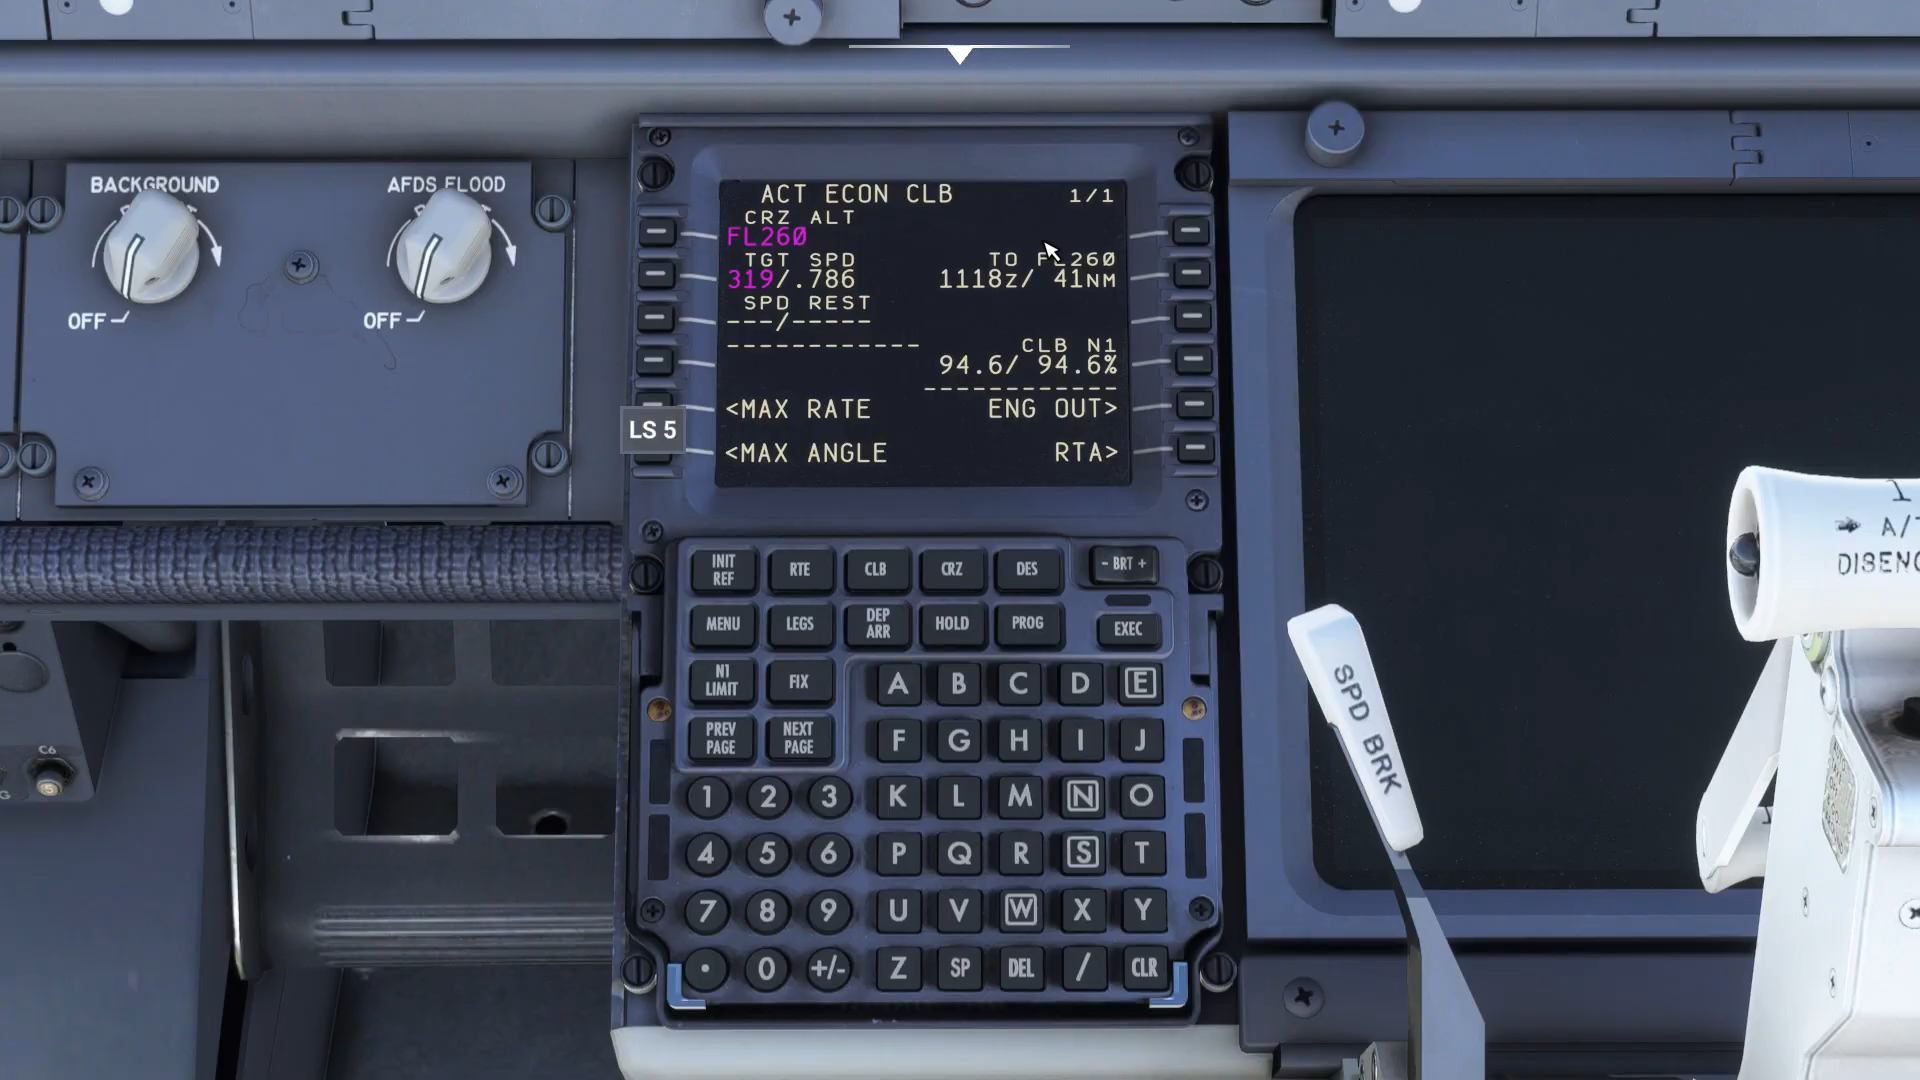 BACKGROUND
OFF
AFDS FLOOD
OFF
ACT ECON CLB 1/1
CRZ ALT
FL260
TGT SPD TO FL260
319/.786 1118Z/ 41NM
SPD REST
---/-----
------------ CLB N1
94.6/ 94.6%
------------
<MAX RATE ENG OUT>
<MAX ANGLE RTA>
LS 5
INIT REF RTE CLB CRZ DES - BRT +
MENU LEGS DEP ARR HOLD PROG EXEC
N1 LIMIT FIX
PREV PAGE NEXT PAGE
A B C D E
F G H I J
1 2 3 K L M N O
4 5 6 P Q R S T
7 8 9 U V W X Y
. 0 +/- Z SP DEL / CLR
SPD BRK
C6